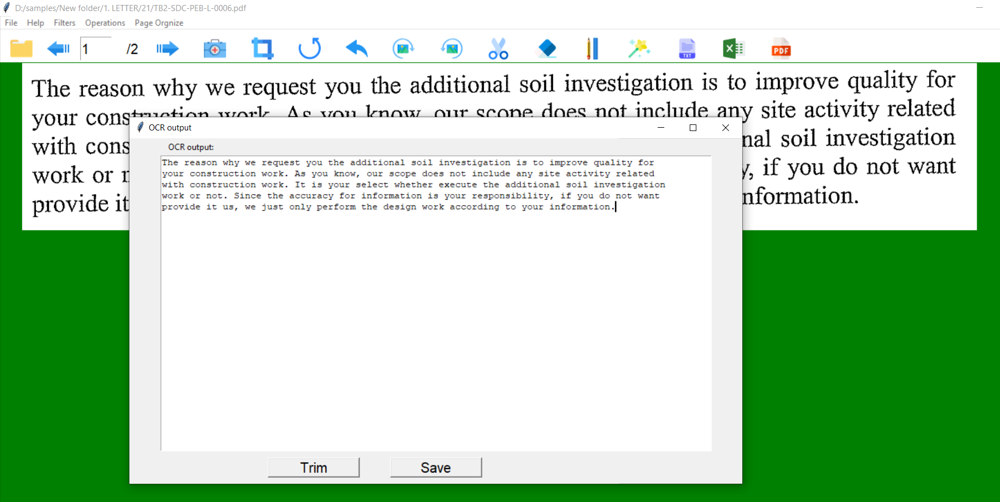 D:/samples/New folder/1. LETTER/21/TB2-SDC-PEB-L-0006.pdf
File Help Filters Operations Page Orgnize
1 /2
TXT
X
PDF
The reason why we request you the additional soil investigation is to improve quality for
your construction work. As you know, our scope does not include any site activity related
with cons nal soil investigation
work or y, if you do not want
provide it nformation.
OCR output
OCR output:
The reason why we request you the additional soil investigation is to improve quality for
your construction work. As you know, our scope does not include any site activity related
with construction work. It is your select whether execute the additional soil investigation
work or not. Since the accuracy for information is your responsibility, if you do not want
provide it us, we just only perform the design work according to your information.
Trim Save